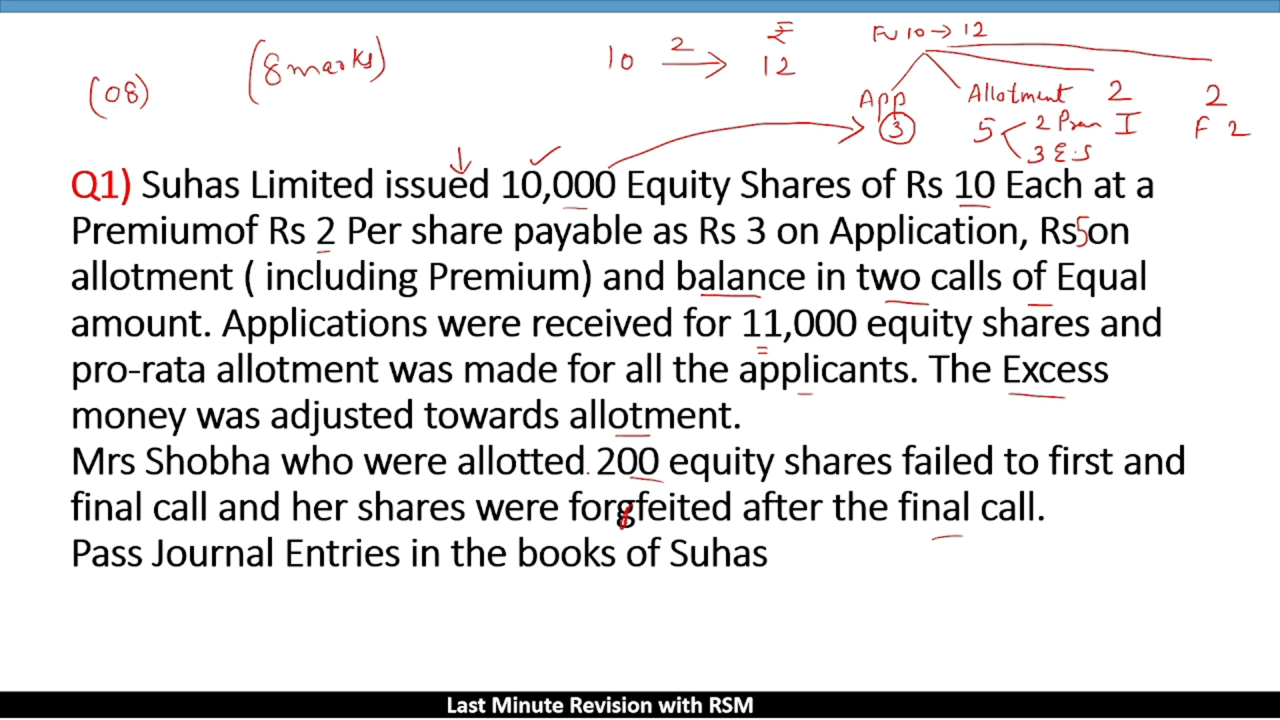 (08)
(8 marks)
10 2 → ₹ 12
Fv 10 → 12
App Allotment 2 2
3 5 2 Prem I F 2
3 E.S
Q1) Suhas Limited issued 10,000 Equity Shares of Rs 10 Each at a
Premiumof Rs 2 Per share payable as Rs 3 on Application, Rs5on
allotment ( including Premium) and balance in two calls of Equal
amount. Applications were received for 11,000 equity shares and
pro-rata allotment was made for all the applicants. The Excess
money was adjusted towards allotment.
Mrs Shobha who were allotted 200 equity shares failed to first and
final call and her shares were forgfeited after the final call.
Pass Journal Entries in the books of Suhas
Last Minute Revision with RSM